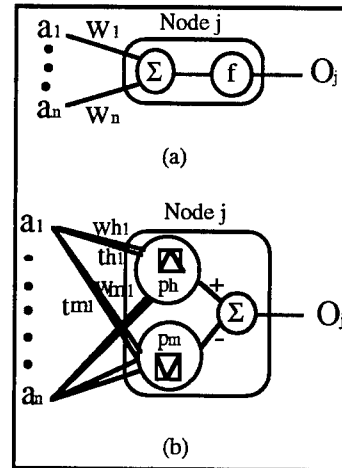 Node j
a1 w1
Σ f Oj
an wn
(a)
Node j
a1 wh1
th1
wm1
tm1 ph +
pm Σ Oj
-
an
(b)